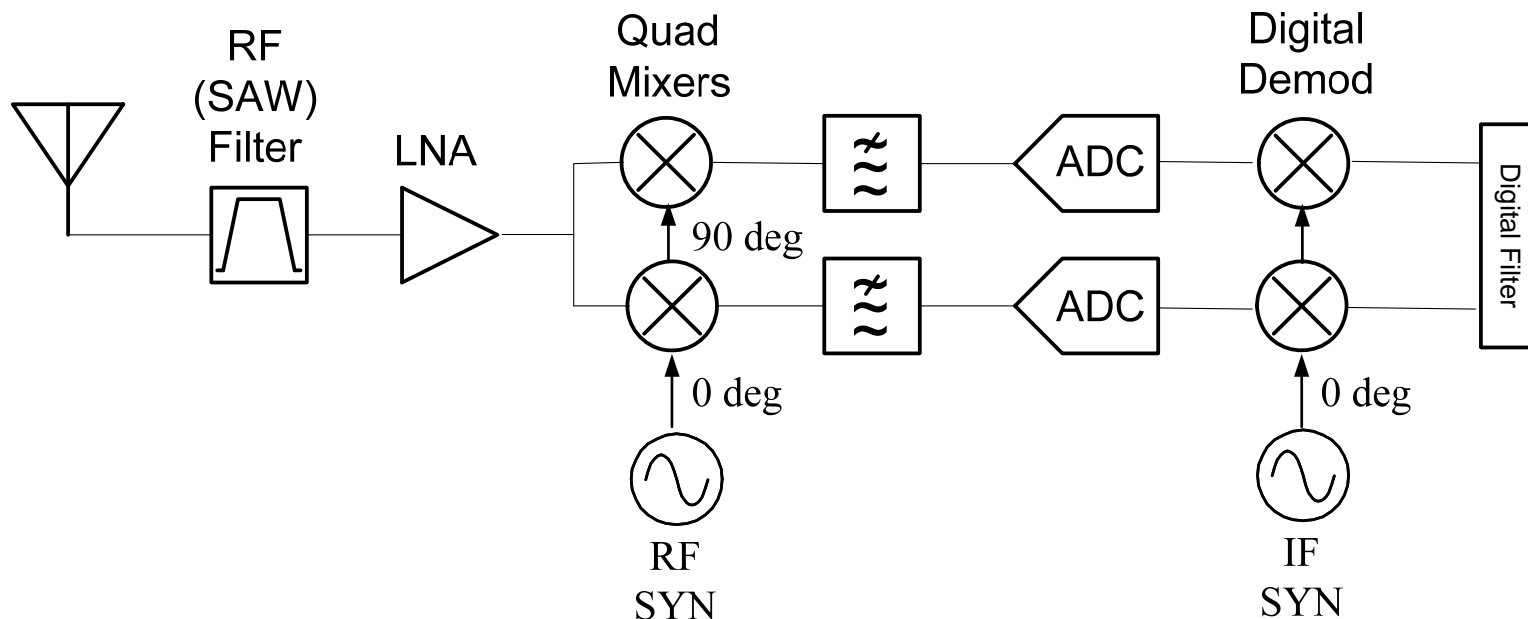 RF
(SAW)
Filter
LNA
Quad
Mixers
90 deg
0 deg
RF
SYN
ADC
ADC
Digital
Demod
0 deg
IF
SYN
Digital Filter